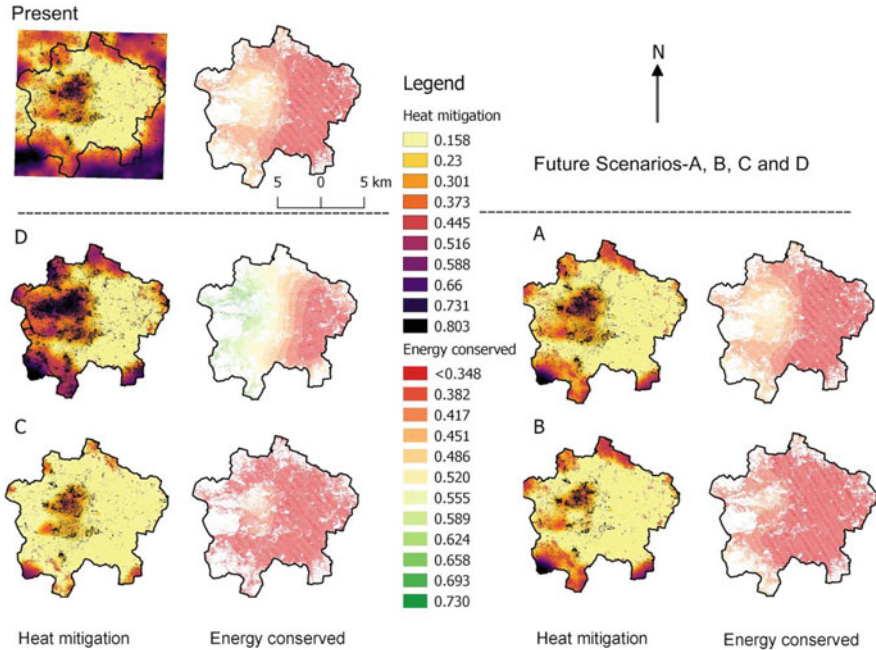 Present
N
Future Scenarios-A, B, C and D
5 0 5 km
Legend
Heat mitigation
0.158
0.23
0.301
0.373
0.445
0.516
0.588
0.66
0.731
0.803
Energy conserved
<0.348
0.382
0.417
0.451
0.486
0.520
0.555
0.589
0.624
0.658
0.693
0.730
D
A
C
B
Heat mitigation
Energy conserved
Heat mitigation
Energy conserved